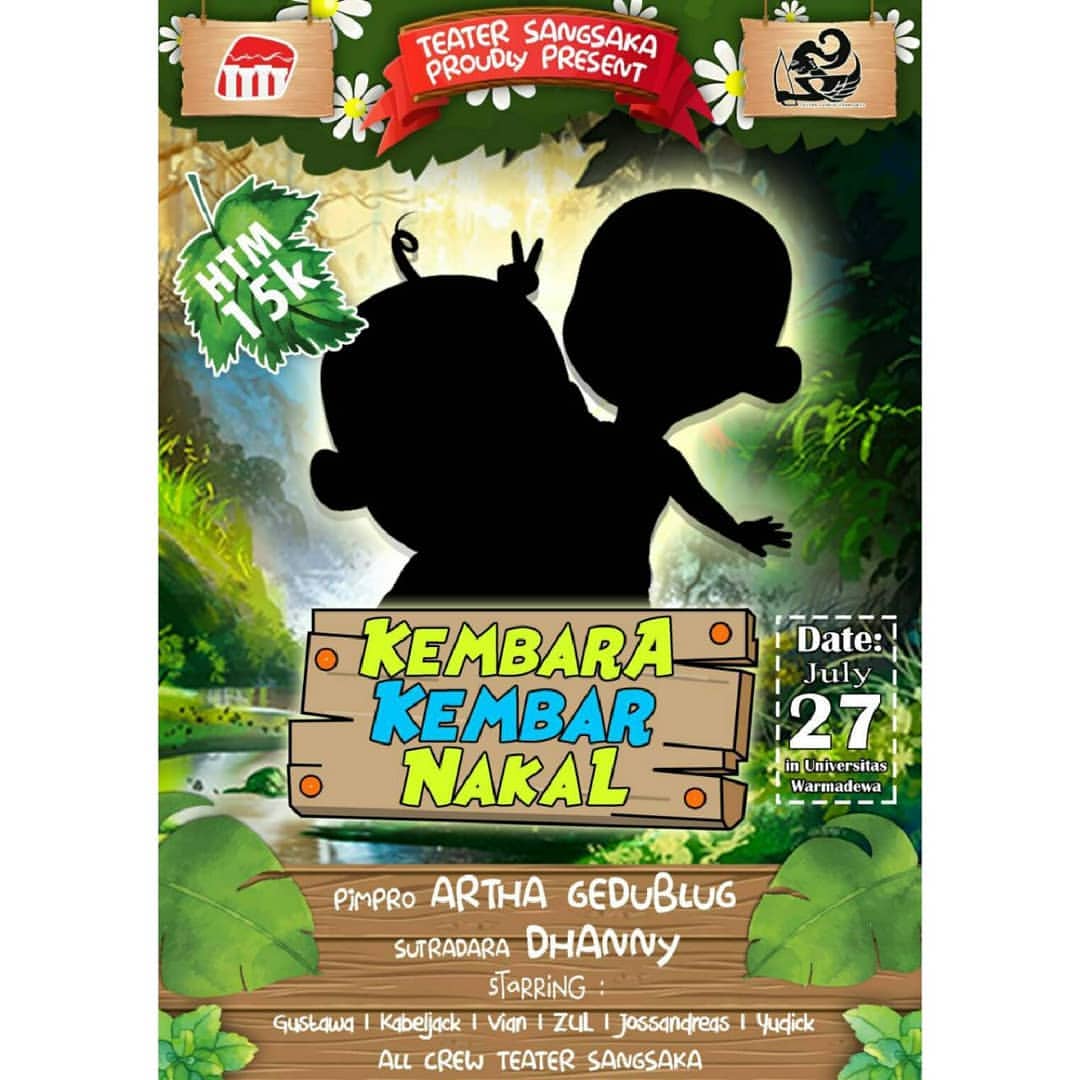 TEATER SANGSAKA
PROUDLY PRESENT
HTM
15K
KEMBARA
KEMBAR
NAKAL
Date:
July
27
in Universitas
Warmadewa
PIMPRO ARTHA GEDUBLUG
SUTRADARA DHANNY
STARRING :
Gustawa | Kabeljack | Vian | ZUL | Jossandreas | Yudick
ALL CREW TEATER SANGSAKA